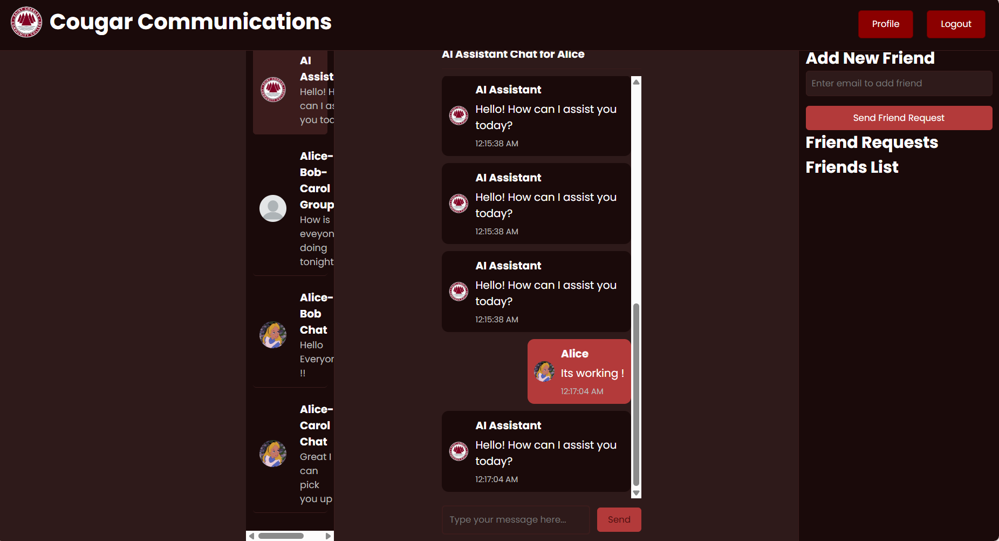 Cougar Communications
Profile
Logout
AI
Assist
Hello! H
can I as
you too
Alice-
Bob-
Carol
Group
How is
eveyon
doing
tonight
Alice-
Bob
Chat
Hello
Everyor
!!
Alice-
Carol
Chat
Great I
can
pick
you up
AI Assistant Chat for Alice
AI Assistant
Hello! How can I assist you
today?
12:15:38 AM
AI Assistant
Hello! How can I assist you
today?
12:15:38 AM
AI Assistant
Hello! How can I assist you
today?
12:15:38 AM
Alice
Its working !
12:17:04 AM
AI Assistant
Hello! How can I assist you
today?
12:17:04 AM
Type your message here...
Send
Add New Friend
Enter email to add friend
Send Friend Request
Friend Requests
Friends List